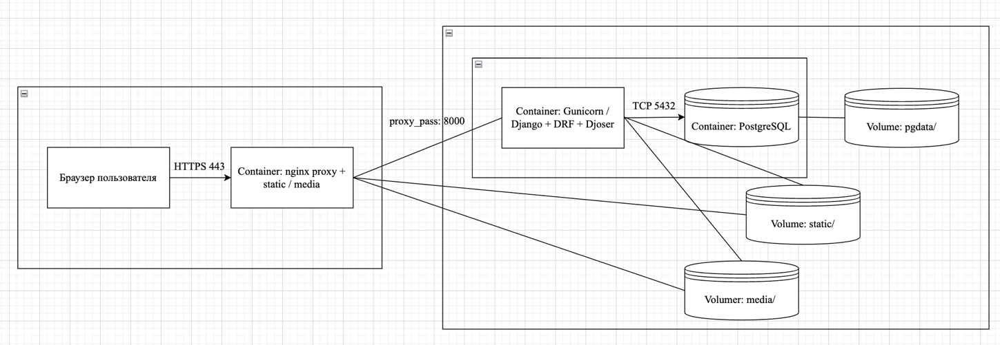 Браузер пользователя
HTTPS 443
Container: nginx proxy +
static / media
proxy_pass: 8000
Container: Gunicorn /
Django + DRF + Djoser
TCP 5432
Container: PostgreSQL
Volume: pgdata/
Volume: static/
Volumer: media/